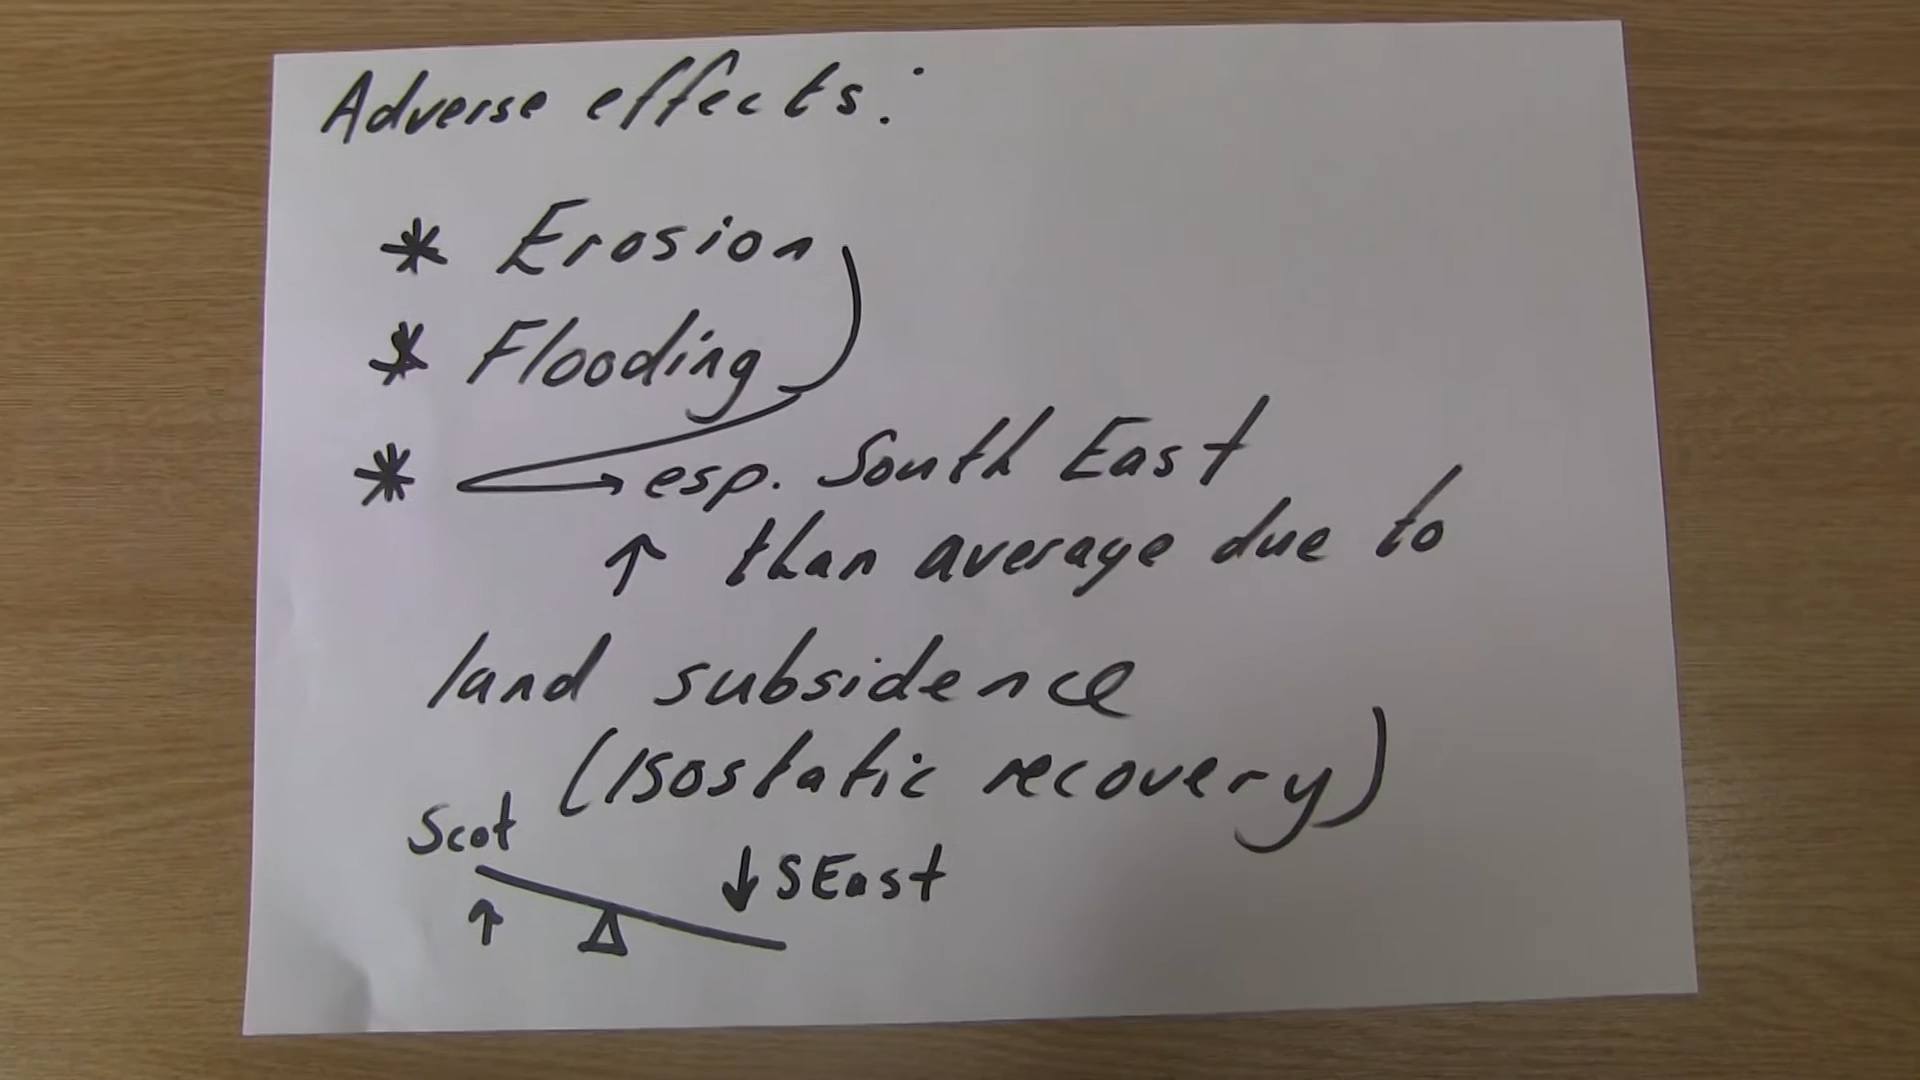 Adverse effects:
* Erosion
* Flooding
* → esp. South East
↑ than average due to
land subsidence
(Isostatic recovery)
Scot
↓ SEast
↑